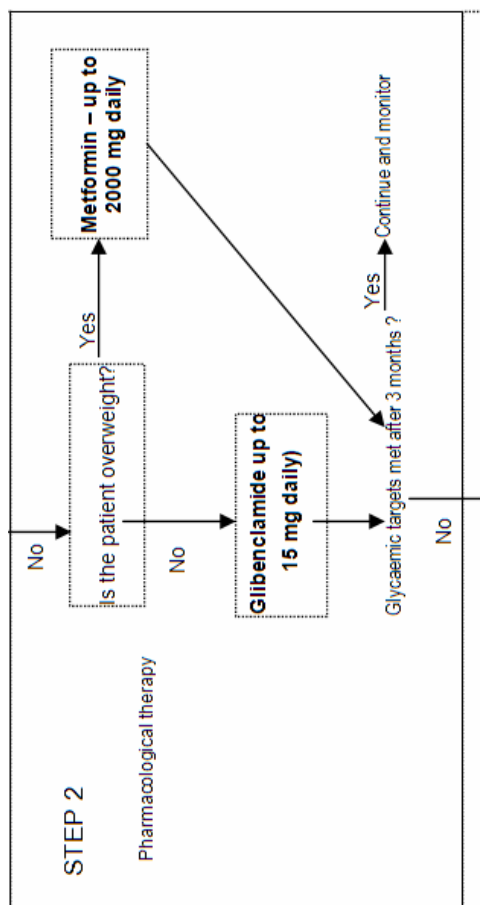 STEP 2
Pharmacological therapy
No
Is the patient overweight?
Yes
Metformin – up to
2000 mg daily
No
Glibenclamide up to
15 mg daily)
Glycaemic targets met after 3 months ?
Yes
Continue and monitor
No